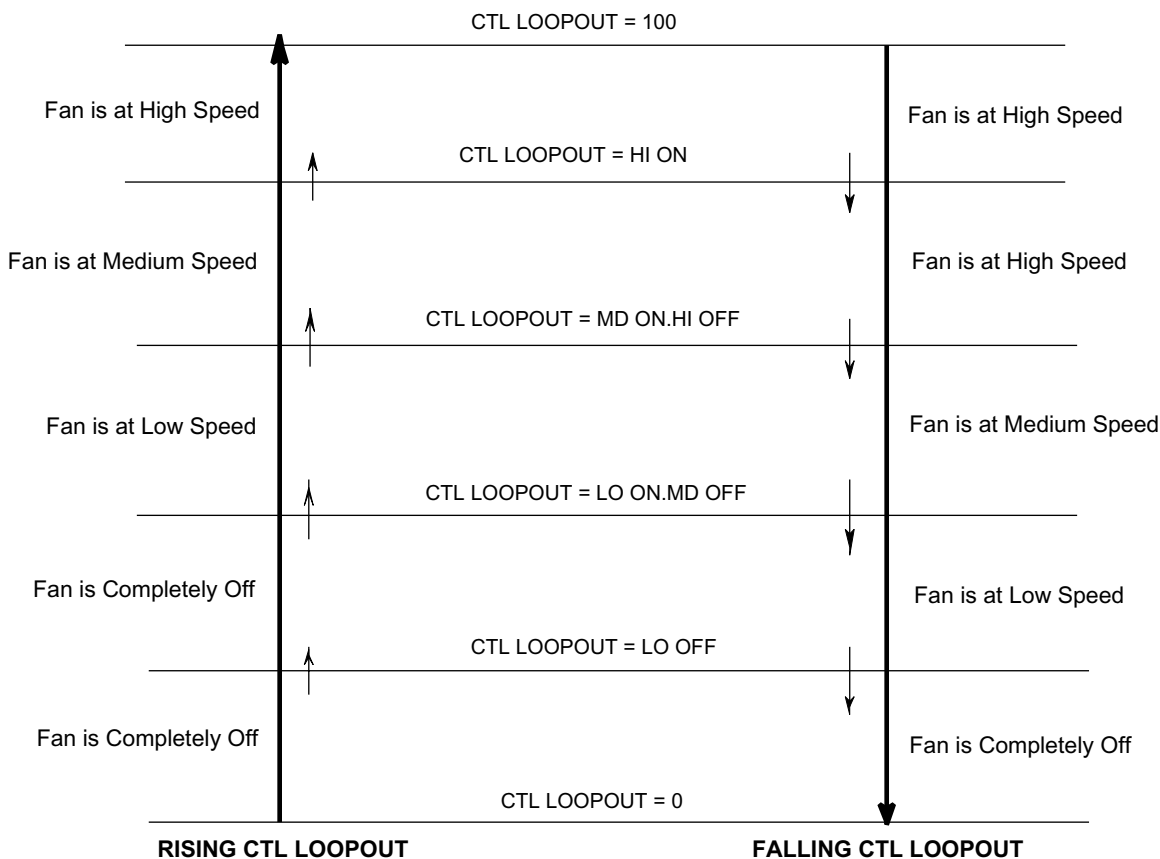 CTL LOOPOUT = 100
Fan is at High Speed
Fan is at High Speed
CTL LOOPOUT = HI ON
Fan is at Medium Speed
Fan is at High Speed
CTL LOOPOUT = MD ON.HI OFF
Fan is at Low Speed
Fan is at Medium Speed
CTL LOOPOUT = LO ON.MD OFF
Fan is Completely Off
Fan is at Low Speed
CTL LOOPOUT = LO OFF
Fan is Completely Off
Fan is Completely Off
CTL LOOPOUT = 0
RISING CTL LOOPOUT
FALLING CTL LOOPOUT